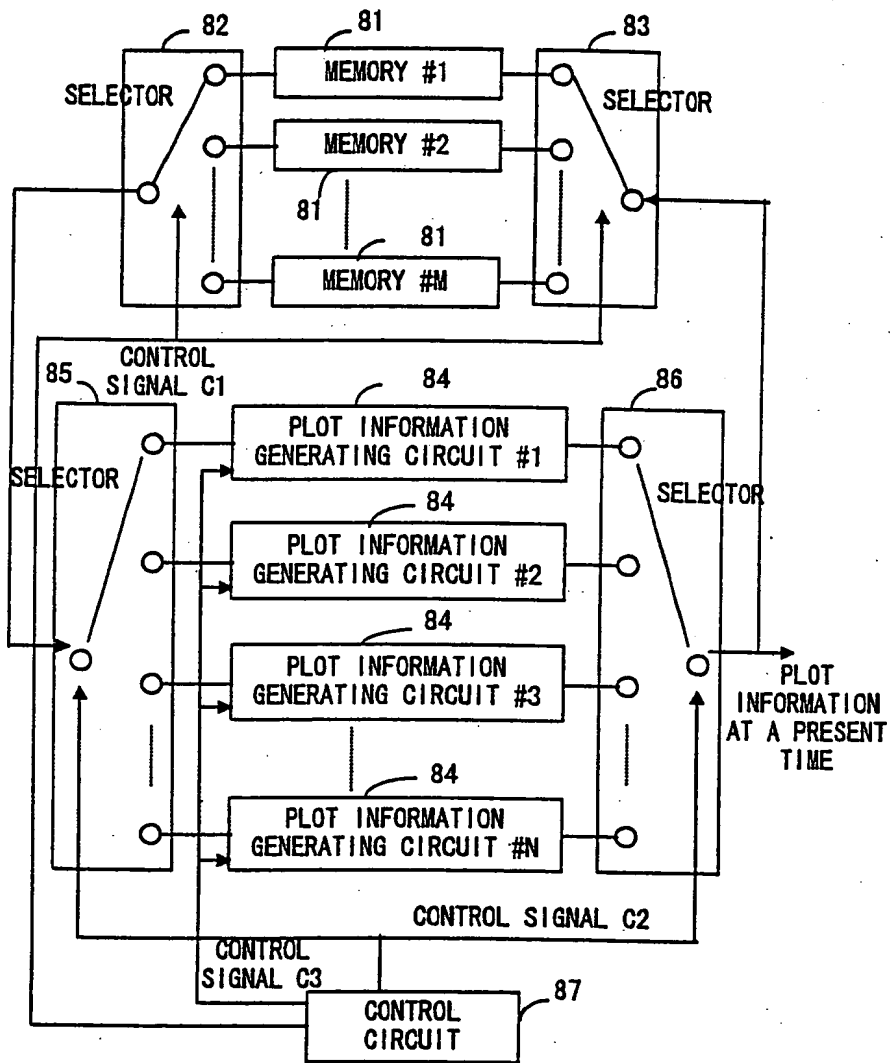 82
81
83
SELECTOR
MEMORY #1
SELECTOR
MEMORY #2
81
81
MEMORY #M
CONTROL
SIGNAL C1
85
84
86
PLOT INFORMATION
GENERATING CIRCUIT #1
SELECTOR
SELECTOR
84
PLOT INFORMATION
GENERATING CIRCUIT #2
84
PLOT INFORMATION
GENERATING CIRCUIT #3
PLOT
INFORMATION
AT A PRESENT
TIME
84
PLOT INFORMATION
GENERATING CIRCUIT #N
CONTROL SIGNAL C2
CONTROL
SIGNAL C3
87
CONTROL
CIRCUIT